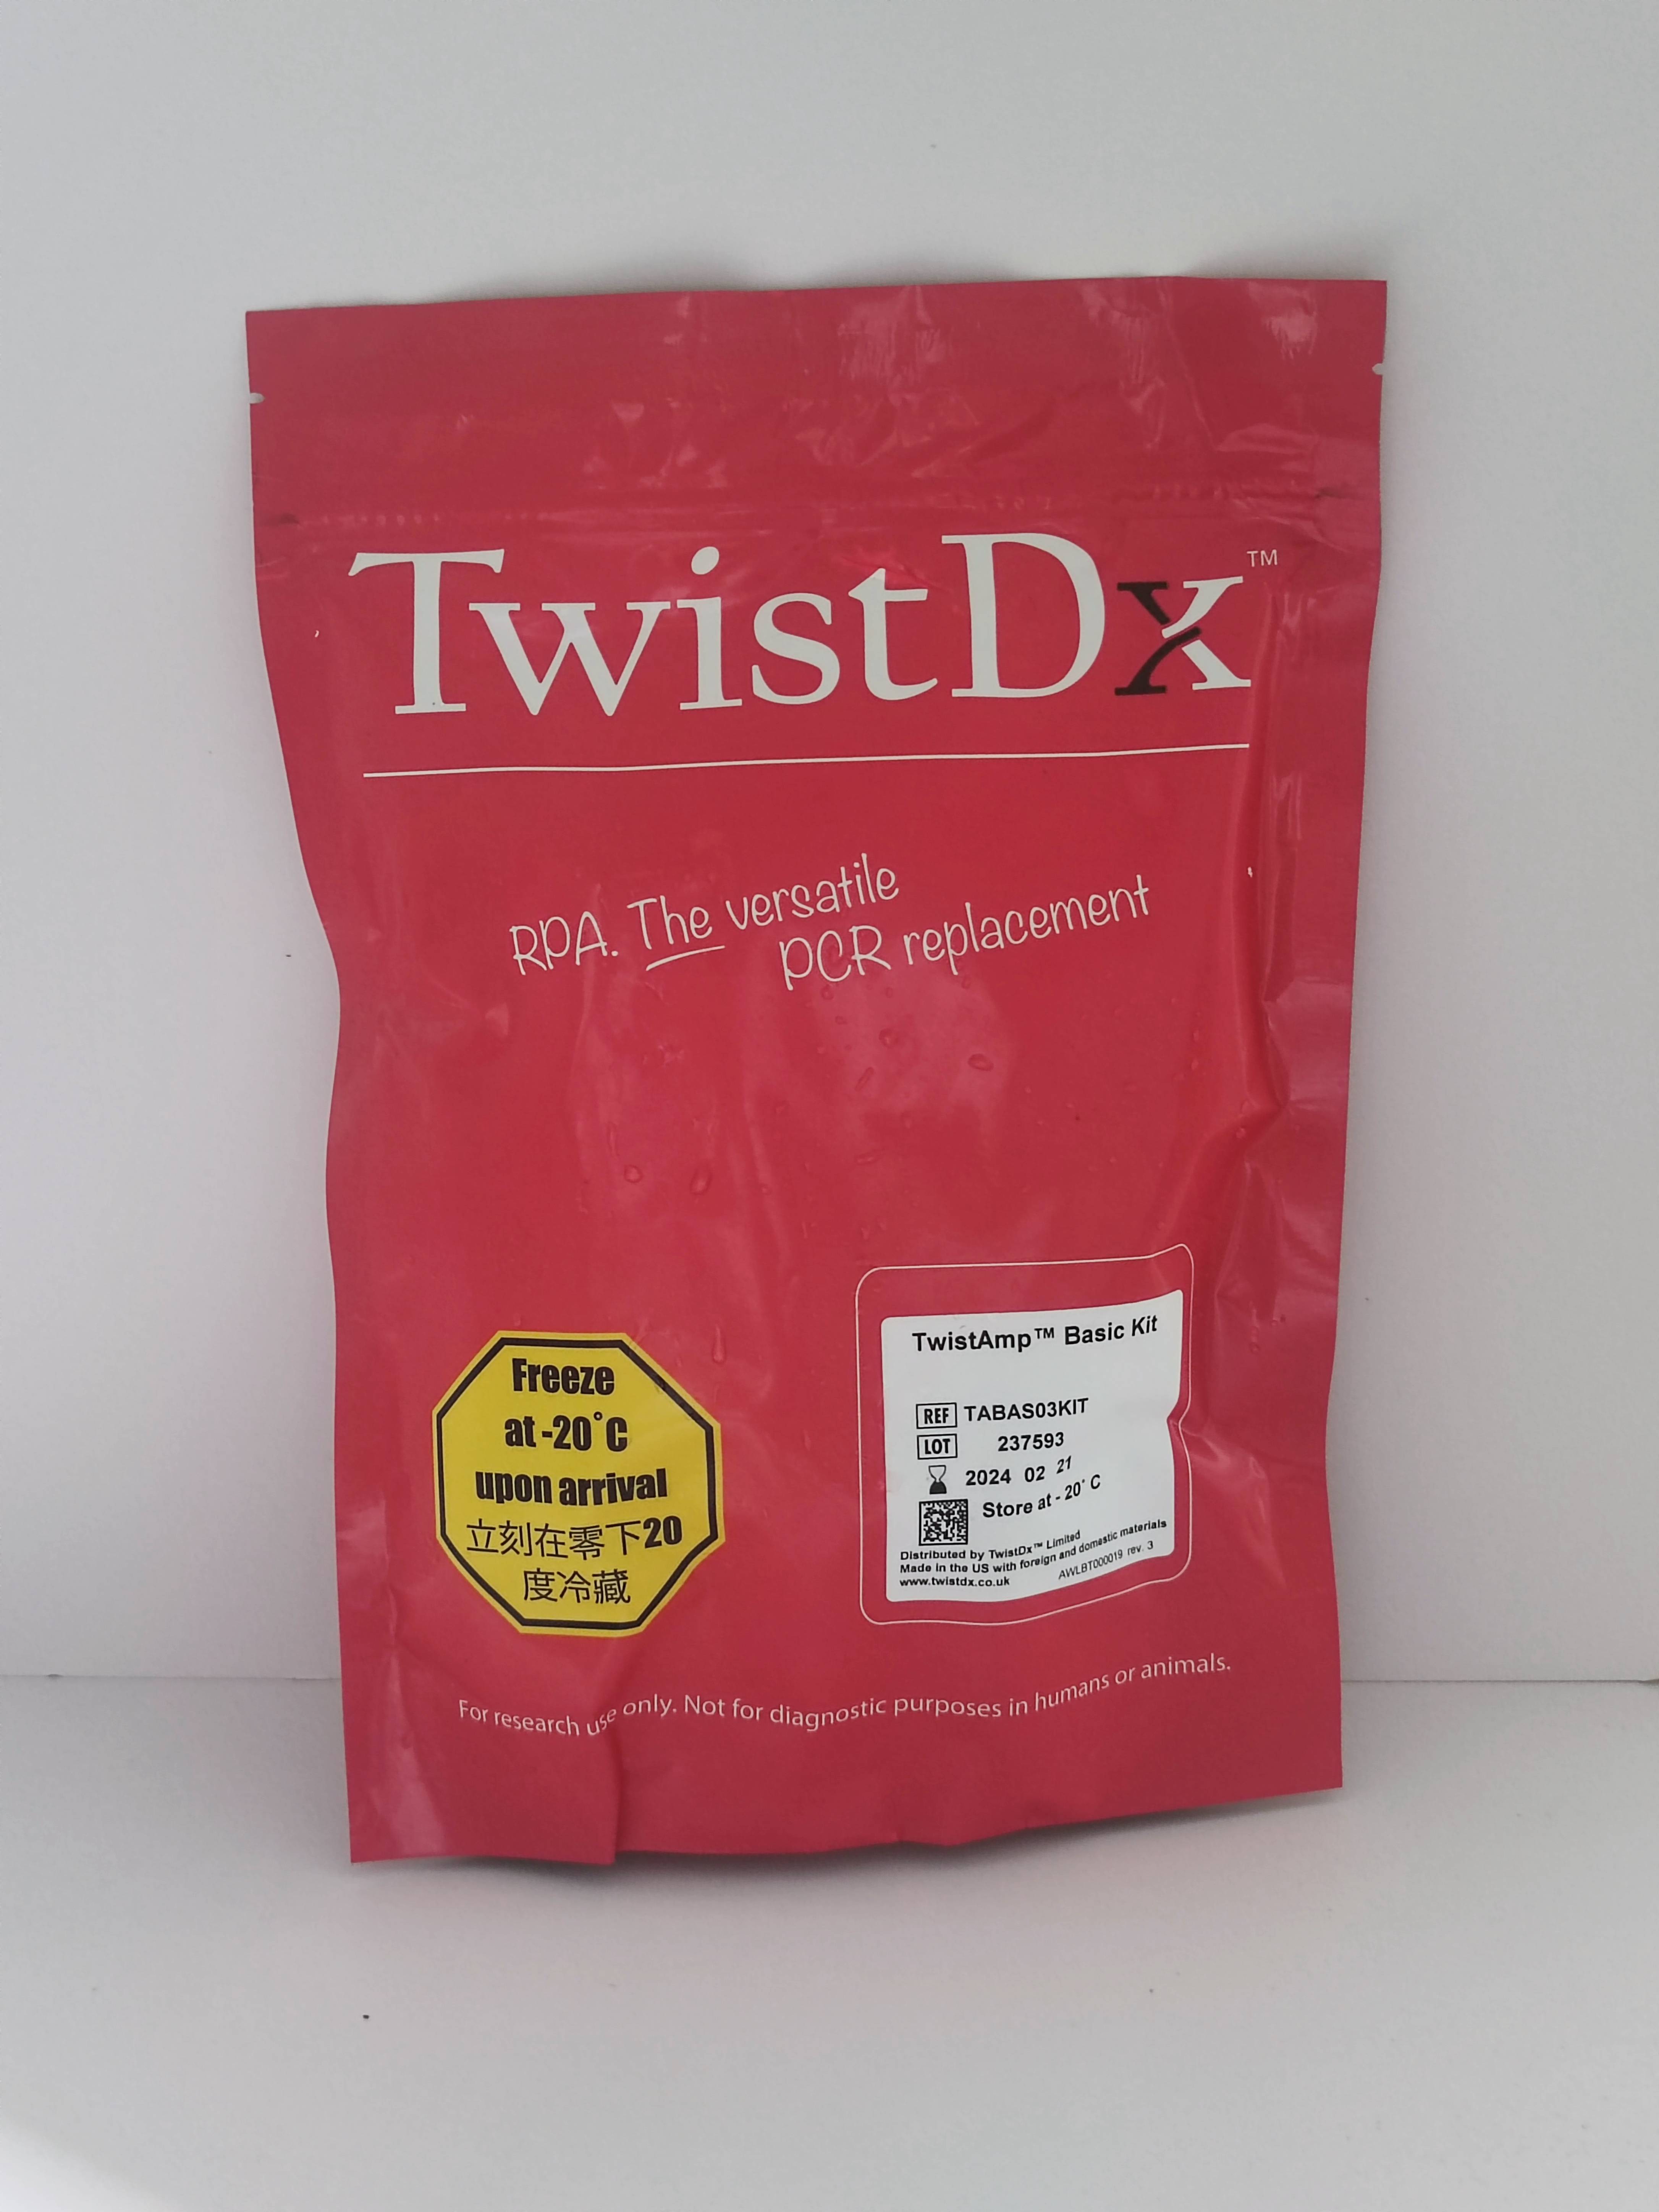 TwistDx™
RPA. The versatile
PCR replacement
Freeze
at -20°C
upon arrival
立刻在零下20
度冷藏
TwistAmp™ Basic Kit
REF TABAS03KIT
LOT 237593
2024 02 21
Store at - 20° C
Distributed by TwistDx™ Limited
Made in the US with foreign and domestic materials
www.twistdx.co.uk AWLBT000019 rev. 3
For research use only. Not for diagnostic purposes in humans or animals.